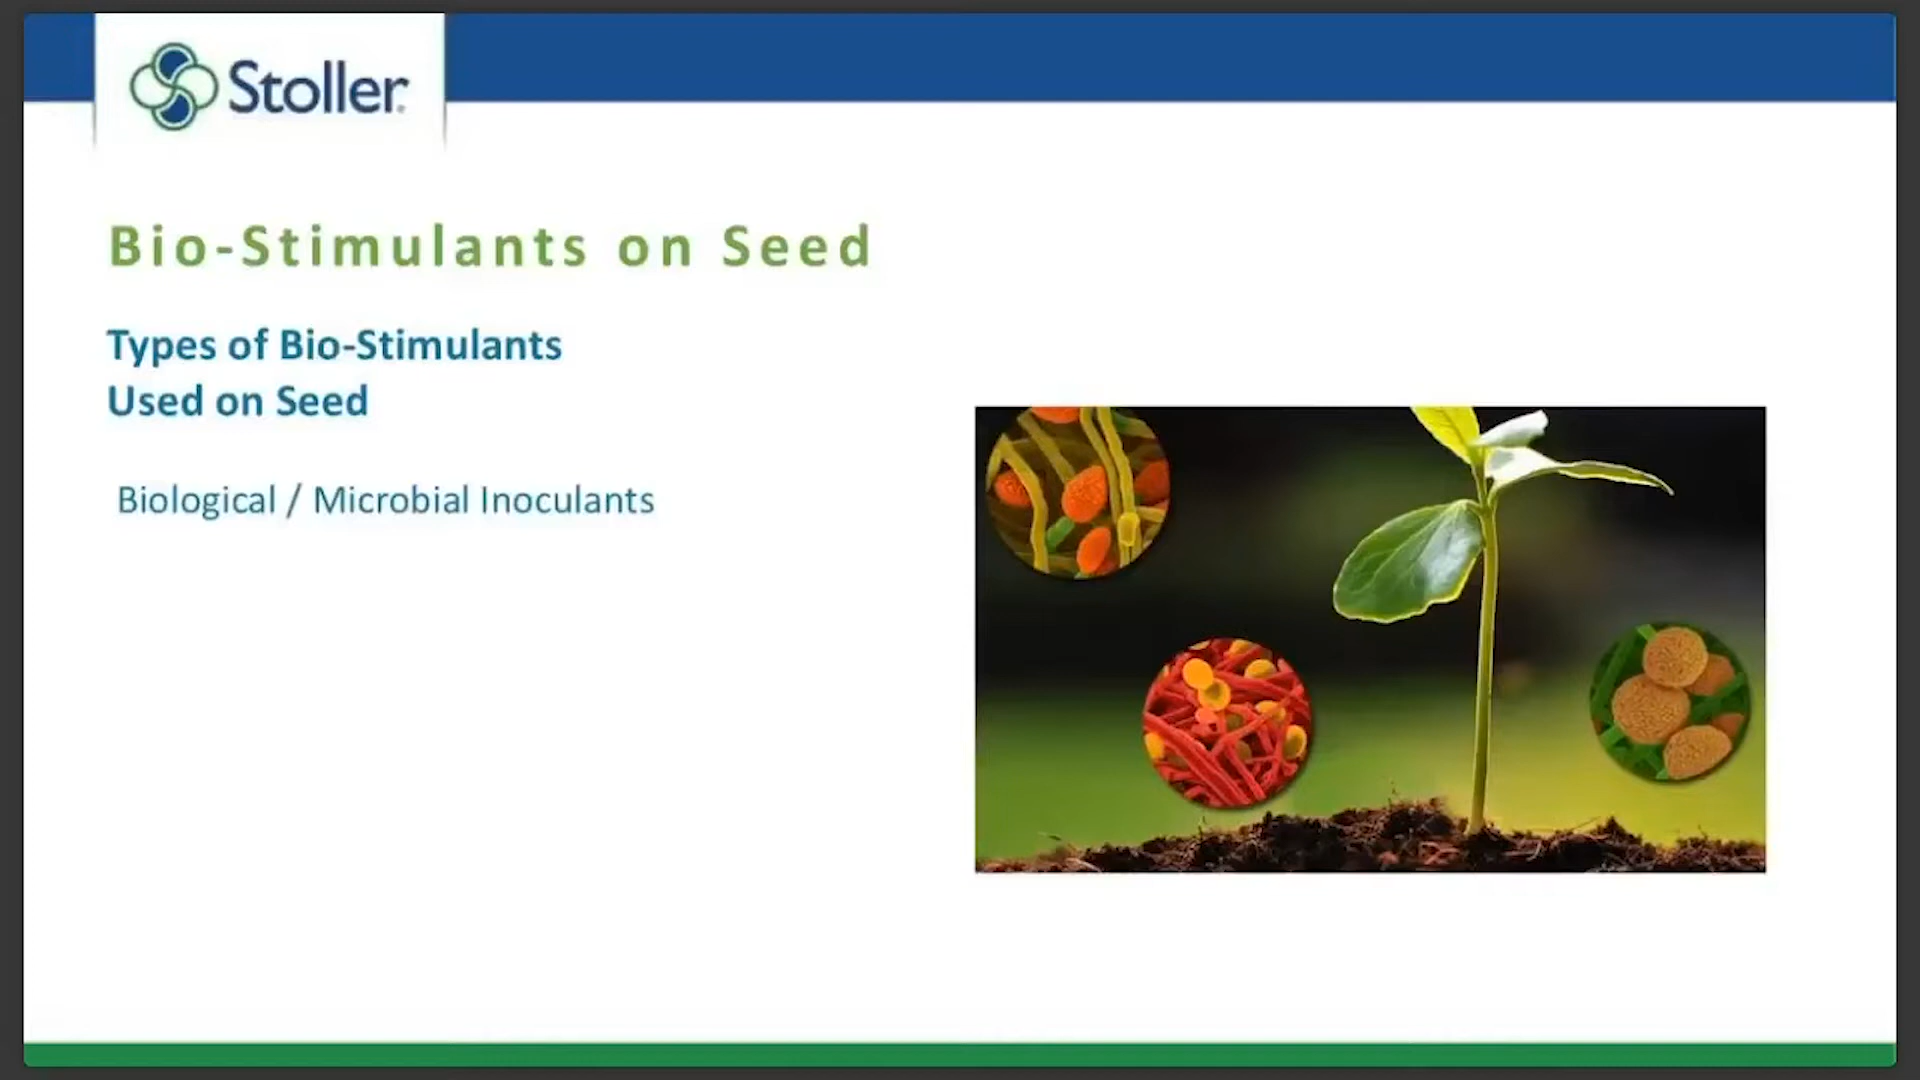 Stoller
Bio-Stimulants on Seed
Types of Bio-Stimulants
Used on Seed
Biological / Microbial Inoculants